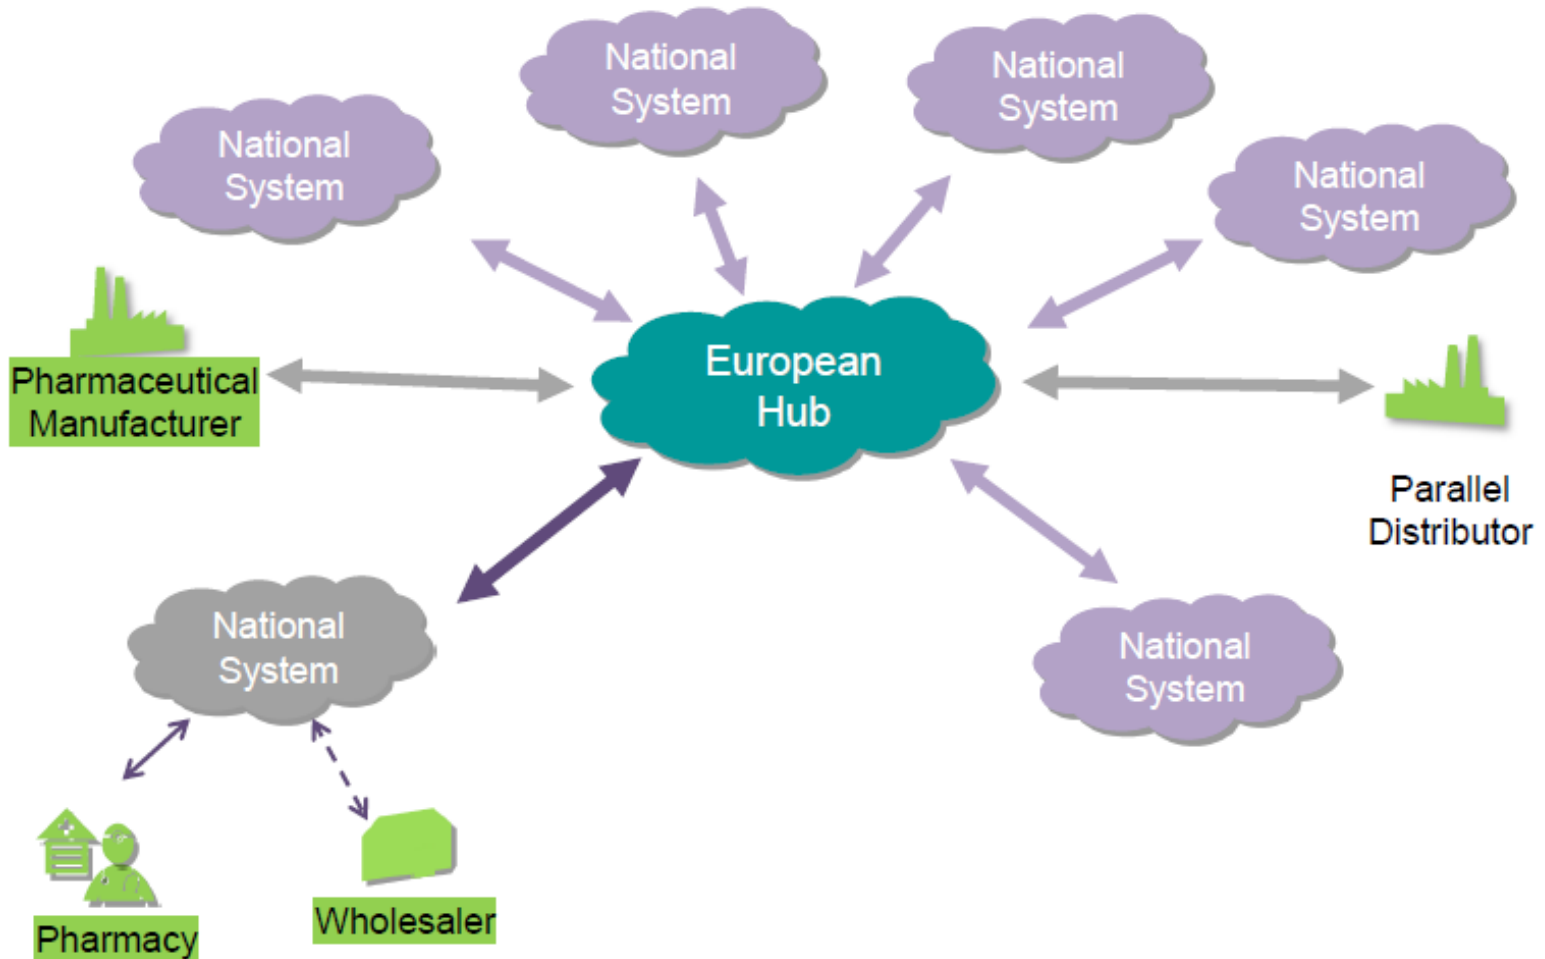 National
System
National
System
National
System
National
System
Pharmaceutical
Manufacturer
European
Hub
Parallel
Distributor
National
System
National
System
Pharmacy
Wholesaler